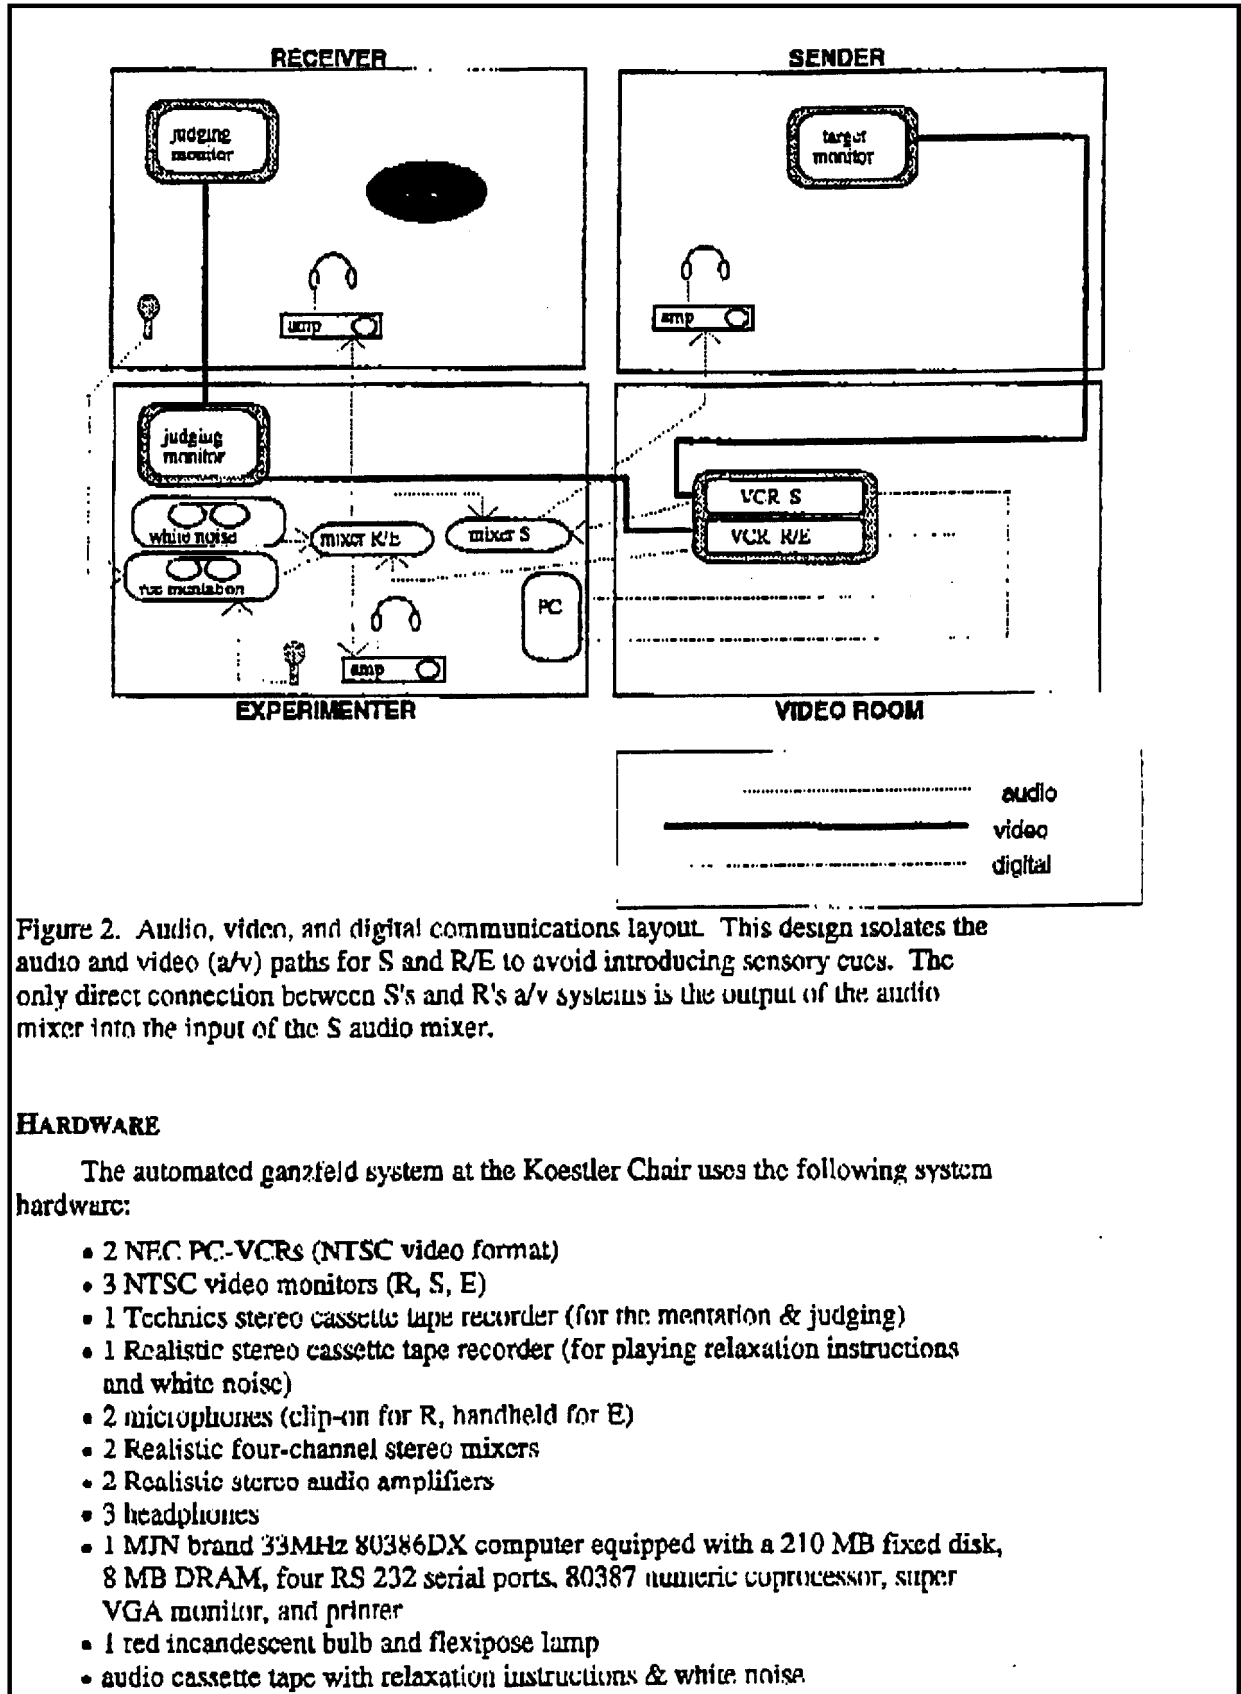 RECEIVER
SENDER
judging
monitor
target
monitor
amp
amp
judging
monitor
white noise
mixer R/E
mixer S
VCR S
VCR R/E
PC
amp
EXPERIMENTER
VIDEO ROOM
audio
video
digital
Figure 2. Audio, video, and digital communications layout. This design isolates the
audio and video (a/v) paths for S and R/E to avoid introducing sensory cues. The
only direct connection between S's and R's a/v systems is the output of the audio
mixer into the input of the S audio mixer.
HARDWARE
The automated ganzfeld system at the Koestler Chair uses the following system
hardware:
• 2 NEC PC-VCRs (NTSC video format)
• 3 NTSC video monitors (R, S, E)
• 1 Technics stereo cassette tape recorder (for the mentation & judging)
• 1 Realistic stereo cassette tape recorder (for playing relaxation instructions
and white noise)
• 2 microphones (clip-on for R, handheld for E)
• 2 Realistic four-channel stereo mixers
• 2 Realistic stereo audio amplifiers
• 3 headphones
• 1 MJN brand 33MHz 80386DX computer equipped with a 210 MB fixed disk,
8 MB DRAM, four RS 232 serial ports, 80387 numeric coprocessor, super
VGA monitor, and printer
• 1 red incandescent bulb and flexipose lamp
• audio cassette tape with relaxation instructions & white noise